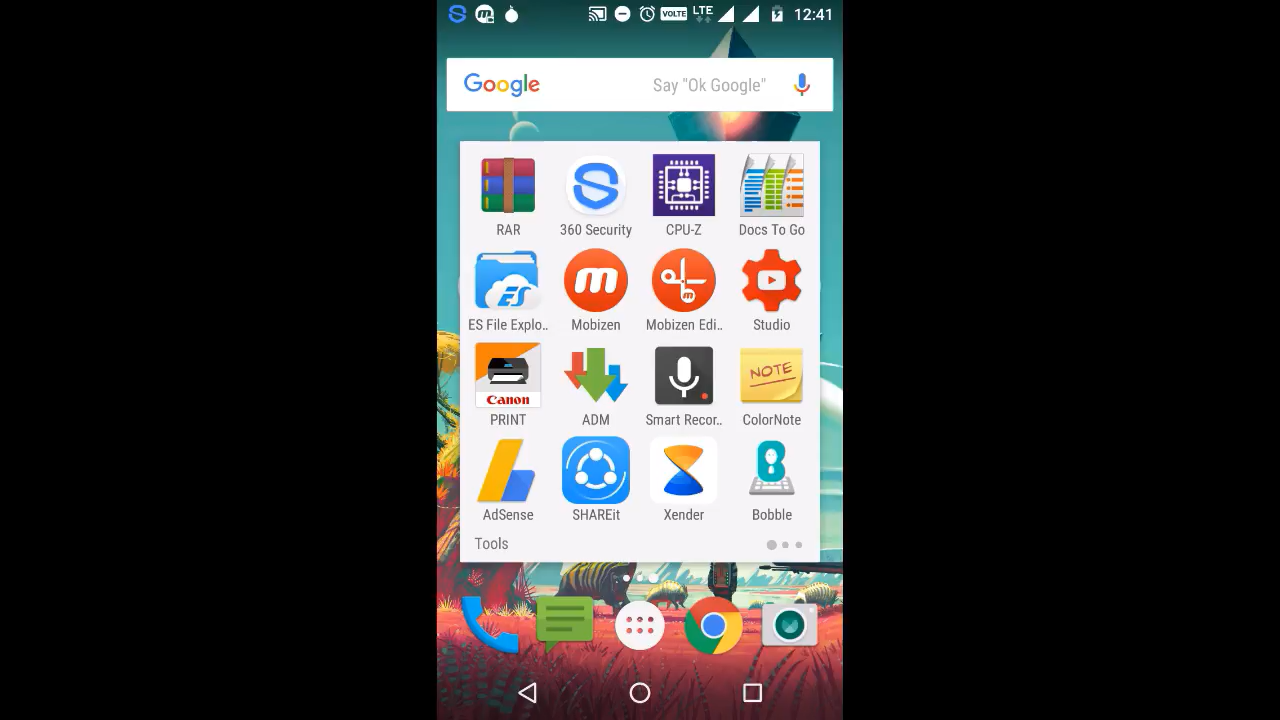 VOLTE LTE 12:41
Google Say "Ok Google"
RAR 360 Security CPU-Z Docs To Go
ES
ES File Explo.. Mobizen Mobizen Edi.. Studio
Canon NOTE
PRINT ADM Smart Recor.. ColorNote
AdSense SHAREit Xender Bobble
Tools